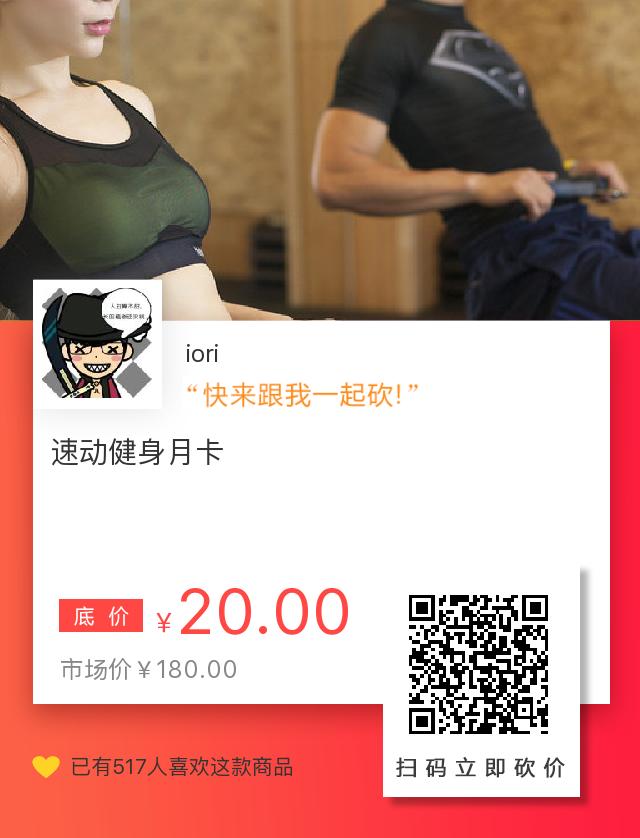 iori
“快来跟我一起砍!”
速动健身月卡
底 价 ¥20.00
市场价¥180.00
扫码立即砍价
已有517人喜欢这款商品